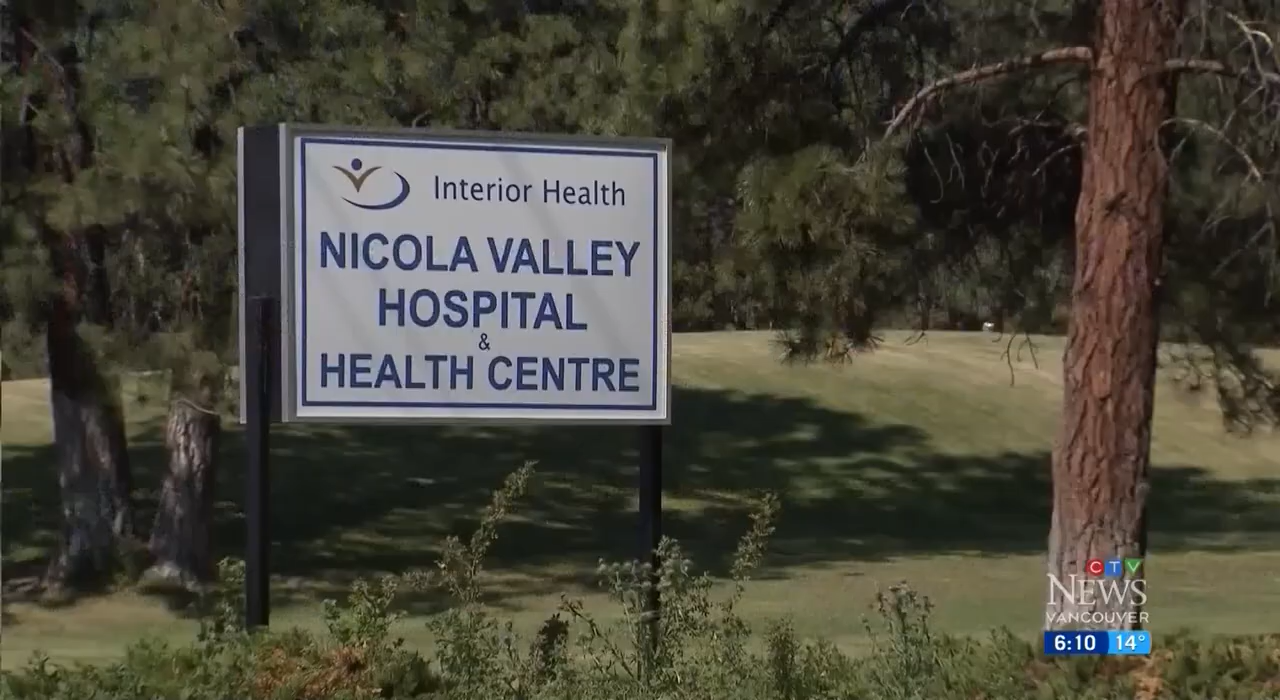 Interior Health
NICOLA VALLEY
HOSPITAL
&
HEALTH CENTRE
CTV
NEWS
VANCOUVER
6:10 14°